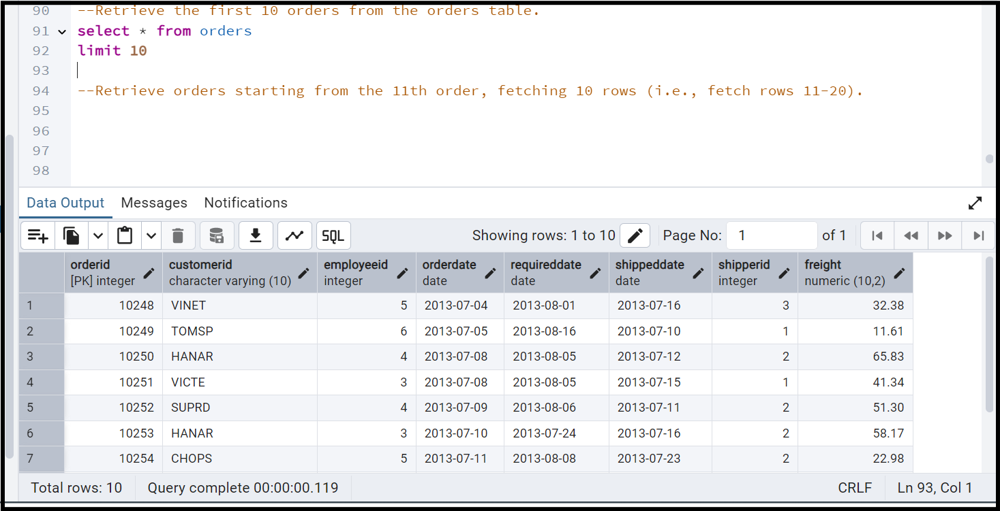 90 --Retrieve the first 10 orders from the orders table.
91 select * from orders
92 limit 10
93
94 --Retrieve orders starting from the 11th order, fetching 10 rows (i.e., fetch rows 11-20).
95
96
97
98
Data Output Messages Notifications
SQL Showing rows: 1 to 10 Page No: 1 of 1
orderid customerid employeeid orderdate requireddate shippeddate shipperid freight
[PK] integer character varying (10) integer date date date integer numeric (10,2)
1 10248 VINET 5 2013-07-04 2013-08-01 2013-07-16 3 32.38
2 10249 TOMSP 6 2013-07-05 2013-08-16 2013-07-10 1 11.61
3 10250 HANAR 4 2013-07-08 2013-08-05 2013-07-12 2 65.83
4 10251 VICTE 3 2013-07-08 2013-08-05 2013-07-15 1 41.34
5 10252 SUPRD 4 2013-07-09 2013-08-06 2013-07-11 2 51.30
6 10253 HANAR 3 2013-07-10 2013-07-24 2013-07-16 2 58.17
7 10254 CHOPS 5 2013-07-11 2013-08-08 2013-07-23 2 22.98
Total rows: 10 Query complete 00:00:00.119 CRLF Ln 93, Col 1